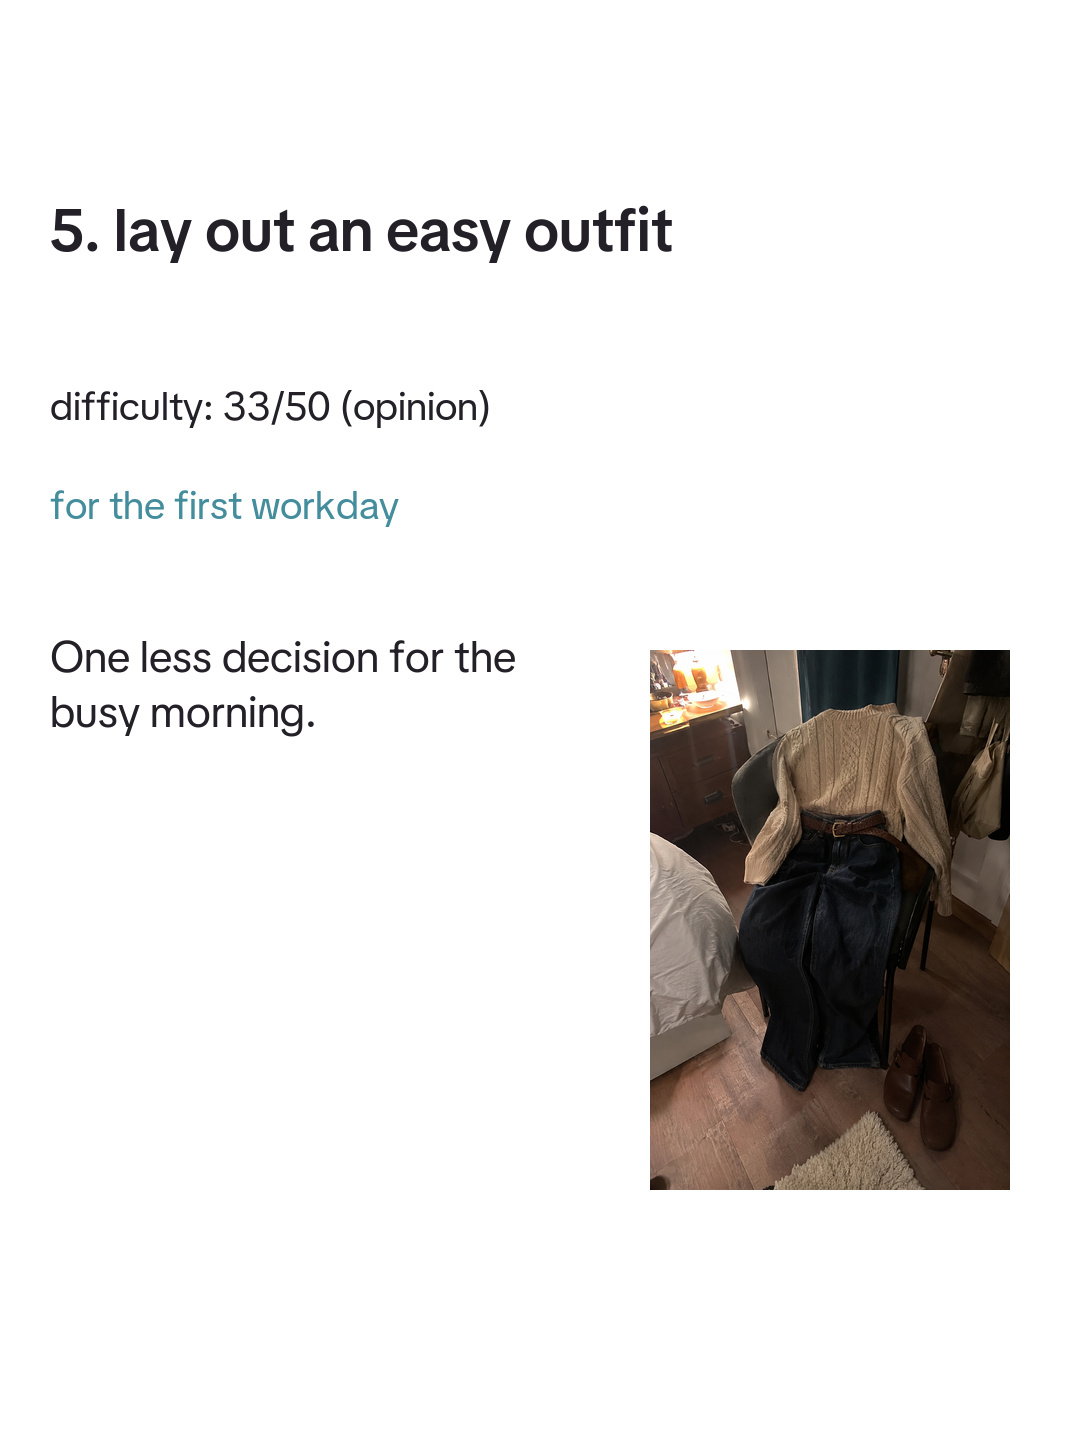 5. lay out an easy outfit
difficulty: 33/50 (opinion)
for the first workday
One less decision for the
busy morning.